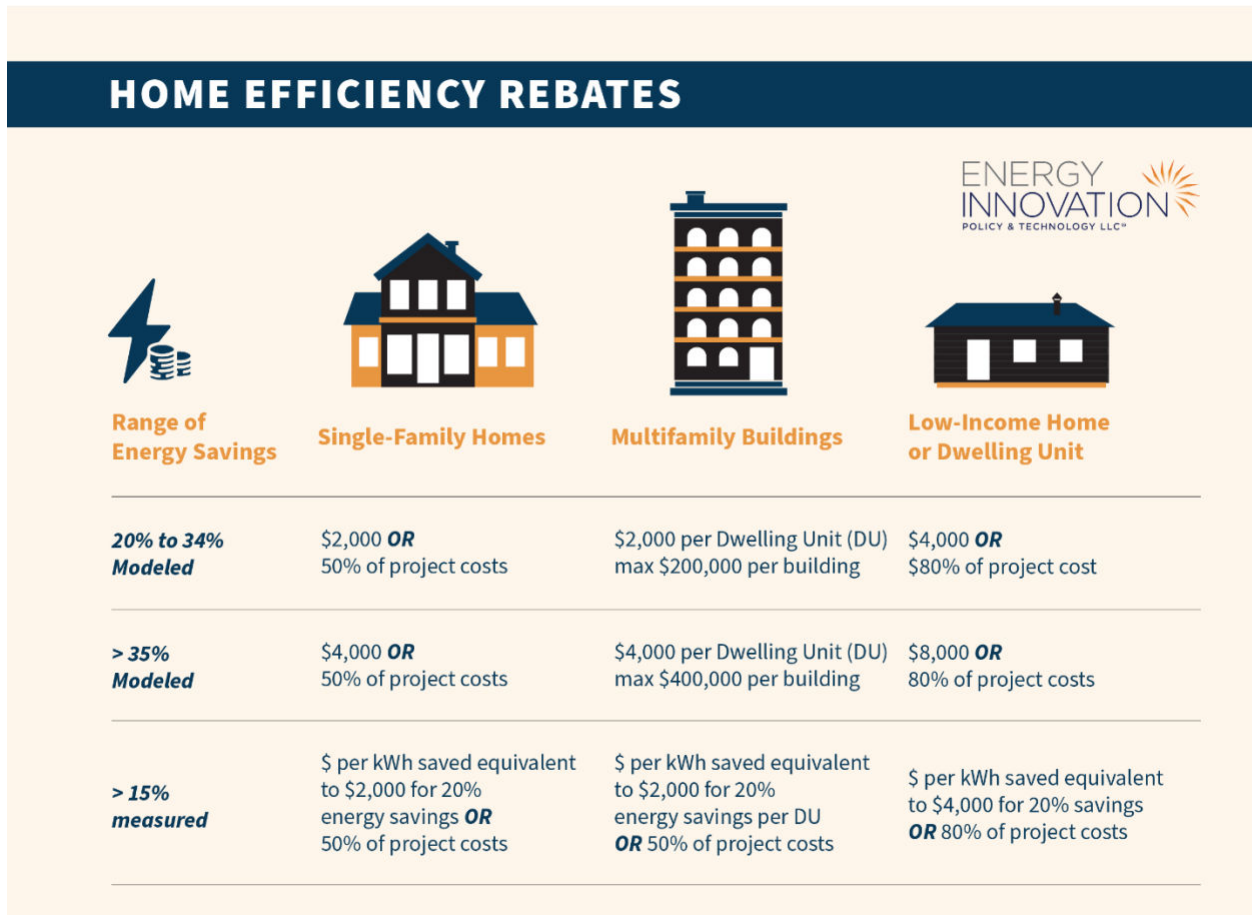 HOME EFFICIENCY REBATES
ENERGY
INNOVATION
POLICY & TECHNOLOGY LLC℠
Range of
Energy Savings
Single-Family Homes
Multifamily Buildings
Low-Income Home
or Dwelling Unit
20% to 34%
Modeled
$2,000 OR
50% of project costs
$2,000 per Dwelling Unit (DU)
max $200,000 per building
$4,000 OR
$80% of project cost
> 35%
Modeled
$4,000 OR
50% of project costs
$4,000 per Dwelling Unit (DU)
max $400,000 per building
$8,000 OR
80% of project costs
> 15%
measured
$ per kWh saved equivalent
to $2,000 for 20%
energy savings OR
50% of project costs
$ per kWh saved equivalent
to $2,000 for 20%
energy savings per DU
OR 50% of project costs
$ per kWh saved equivalent
to $4,000 for 20% savings
OR 80% of project costs